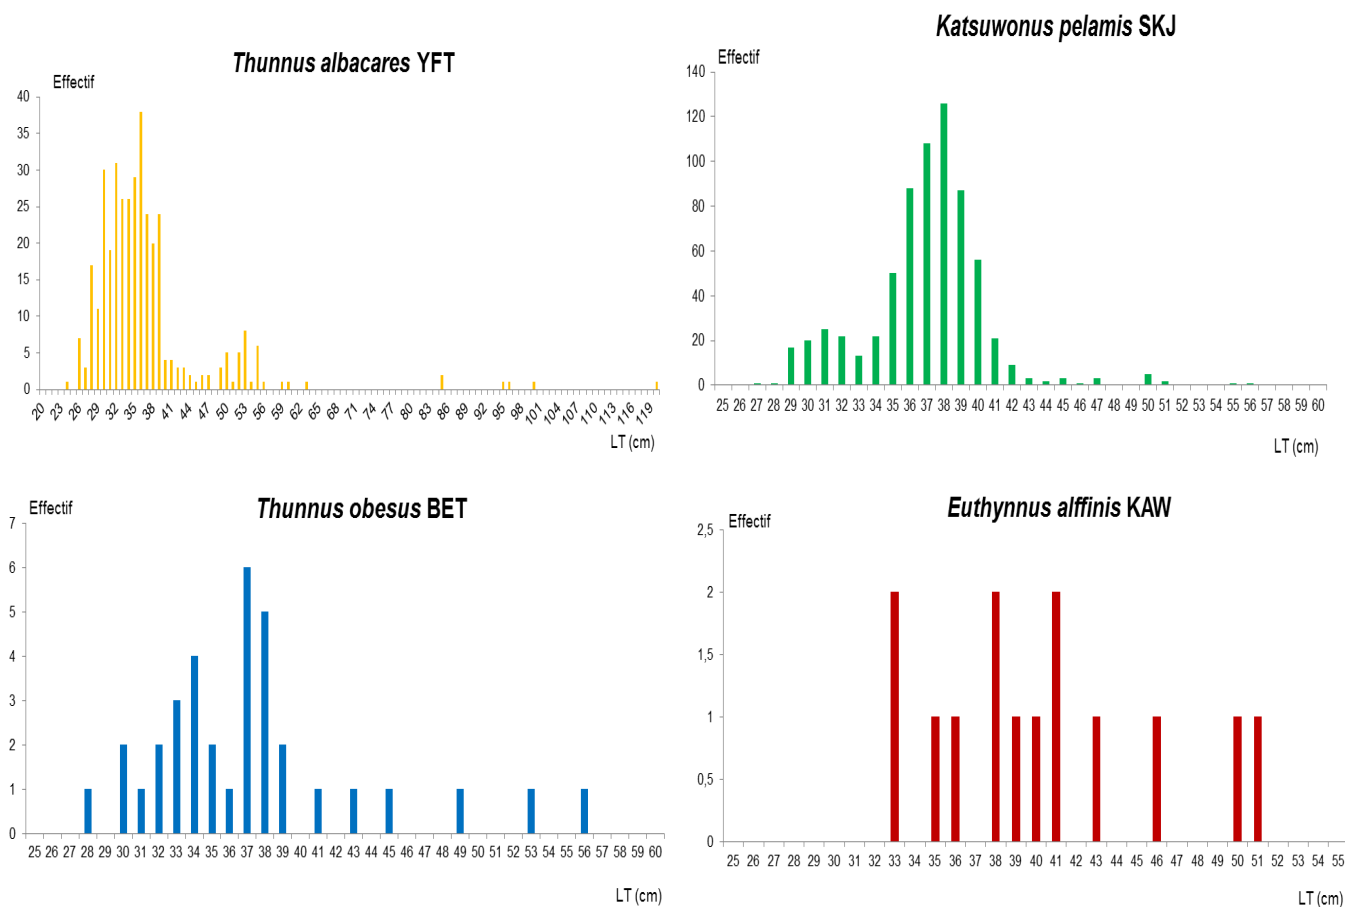 Thunnus albacares YFT
Effectif
40
35
30
25
20
15
10
5
0
20 23 26 29 32 35 38 41 44 47 50 53 56 59 62 65 68 71 74 77 80 83 86 89 92 95 98 101 104 107 110 113 116 119
LT (cm)
Katsuwonus pelamis SKJ
Effectif
140
120
100
80
60
40
20
0
25 26 27 28 29 30 31 32 33 34 35 36 37 38 39 40 41 42 43 44 45 46 47 48 49 50 51 52 53 54 55 56 57 58 59 60
LT (cm)
Thunnus obesus BET
Effectif
7
6
5
4
3
2
1
0
25 26 27 28 29 30 31 32 33 34 35 36 37 38 39 40 41 42 43 44 45 46 47 48 49 50 51 52 53 54 55 56 57 58 59 60
LT (cm)
Euthynnus alffinis KAW
Effectif
2,5
2
1,5
1
0,5
0
25 26 27 28 29 30 31 32 33 34 35 36 37 38 39 40 41 42 43 44 45 46 47 48 49 50 51 52 53 54 55
LT (cm)